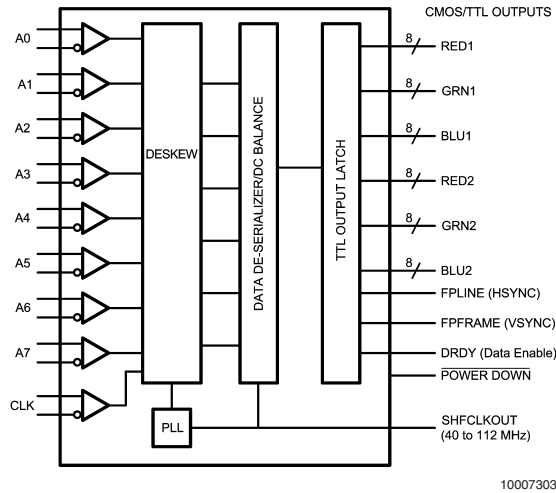 CMOS/TTL OUTPUTS
A0
A1
A2
A3
A4
A5
A6
A7
CLK
DESKEW
PLL
DATA DE-SERIALIZER/DC BALANCE
TTL OUTPUT LATCH
8 RED1
8 GRN1
8 BLU1
8 RED2
8 GRN2
8 BLU2
FPLINE (HSYNC)
FPFRAME (VSYNC)
DRDY (Data Enable)
POWER DOWN
SHFCLKOUT
(40 to 112 MHz)
10007303